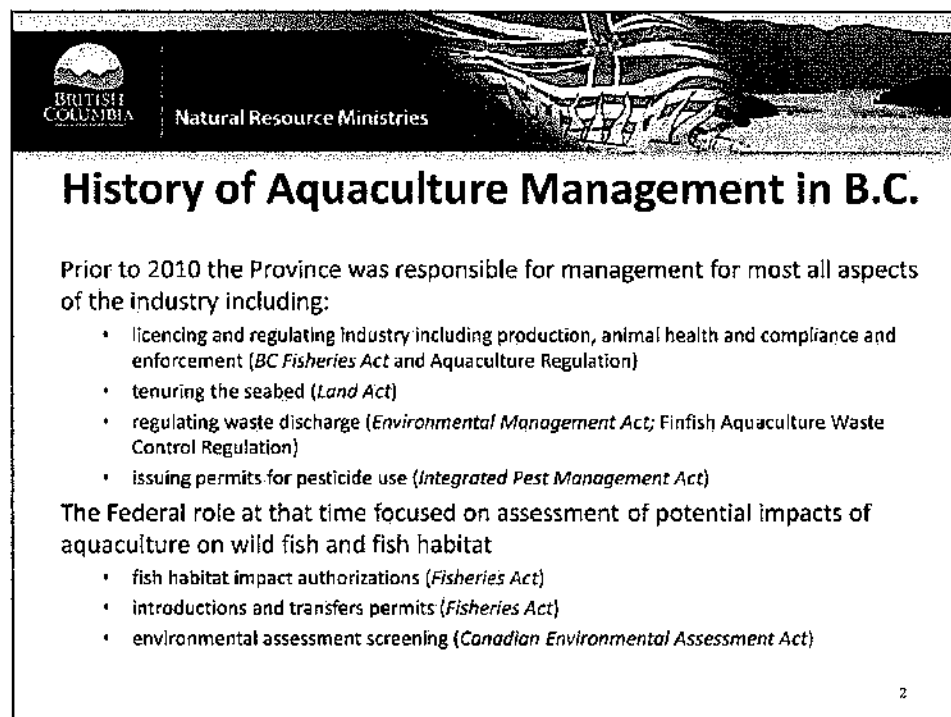 BRITISH
COLUMBIA
Natural Resource Ministries
History of Aquaculture Management in B.C.
Prior to 2010 the Province was responsible for management for most all aspects
of the industry including:
• licencing and regulating industry including production, animal health and compliance and
enforcement (BC Fisheries Act and Aquaculture Regulation)
• tenuring the seabed (Land Act)
• regulating waste discharge (Environmental Management Act; Finfish Aquaculture Waste
Control Regulation)
• issuing permits for pesticide use (Integrated Pest Management Act)
The Federal role at that time focused on assessment of potential impacts of
aquaculture on wild fish and fish habitat
• fish habitat impact authorizations (Fisheries Act)
• introductions and transfers permits (Fisheries Act)
• environmental assessment screening (Canadian Environmental Assessment Act)
2